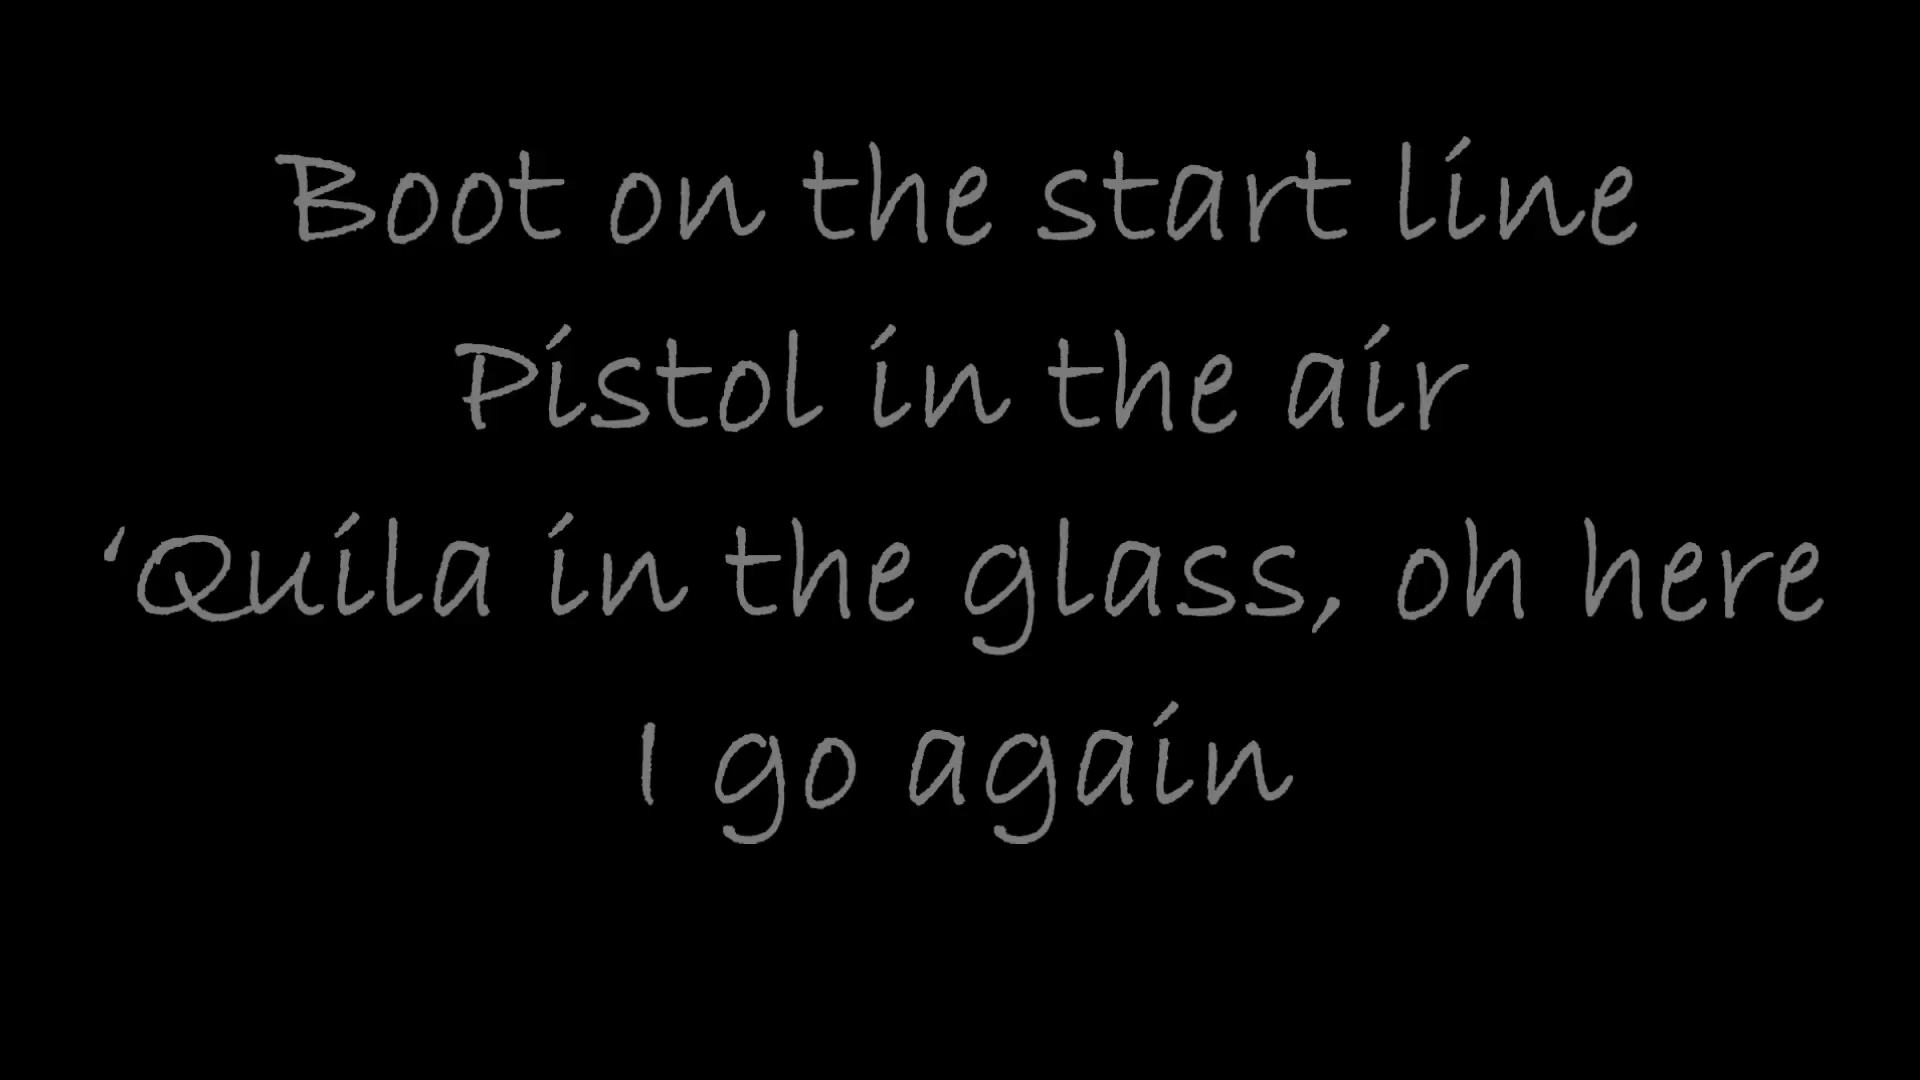 Boot on the start line
Pistol in the air
‘Quila in the glass, oh here
I go again